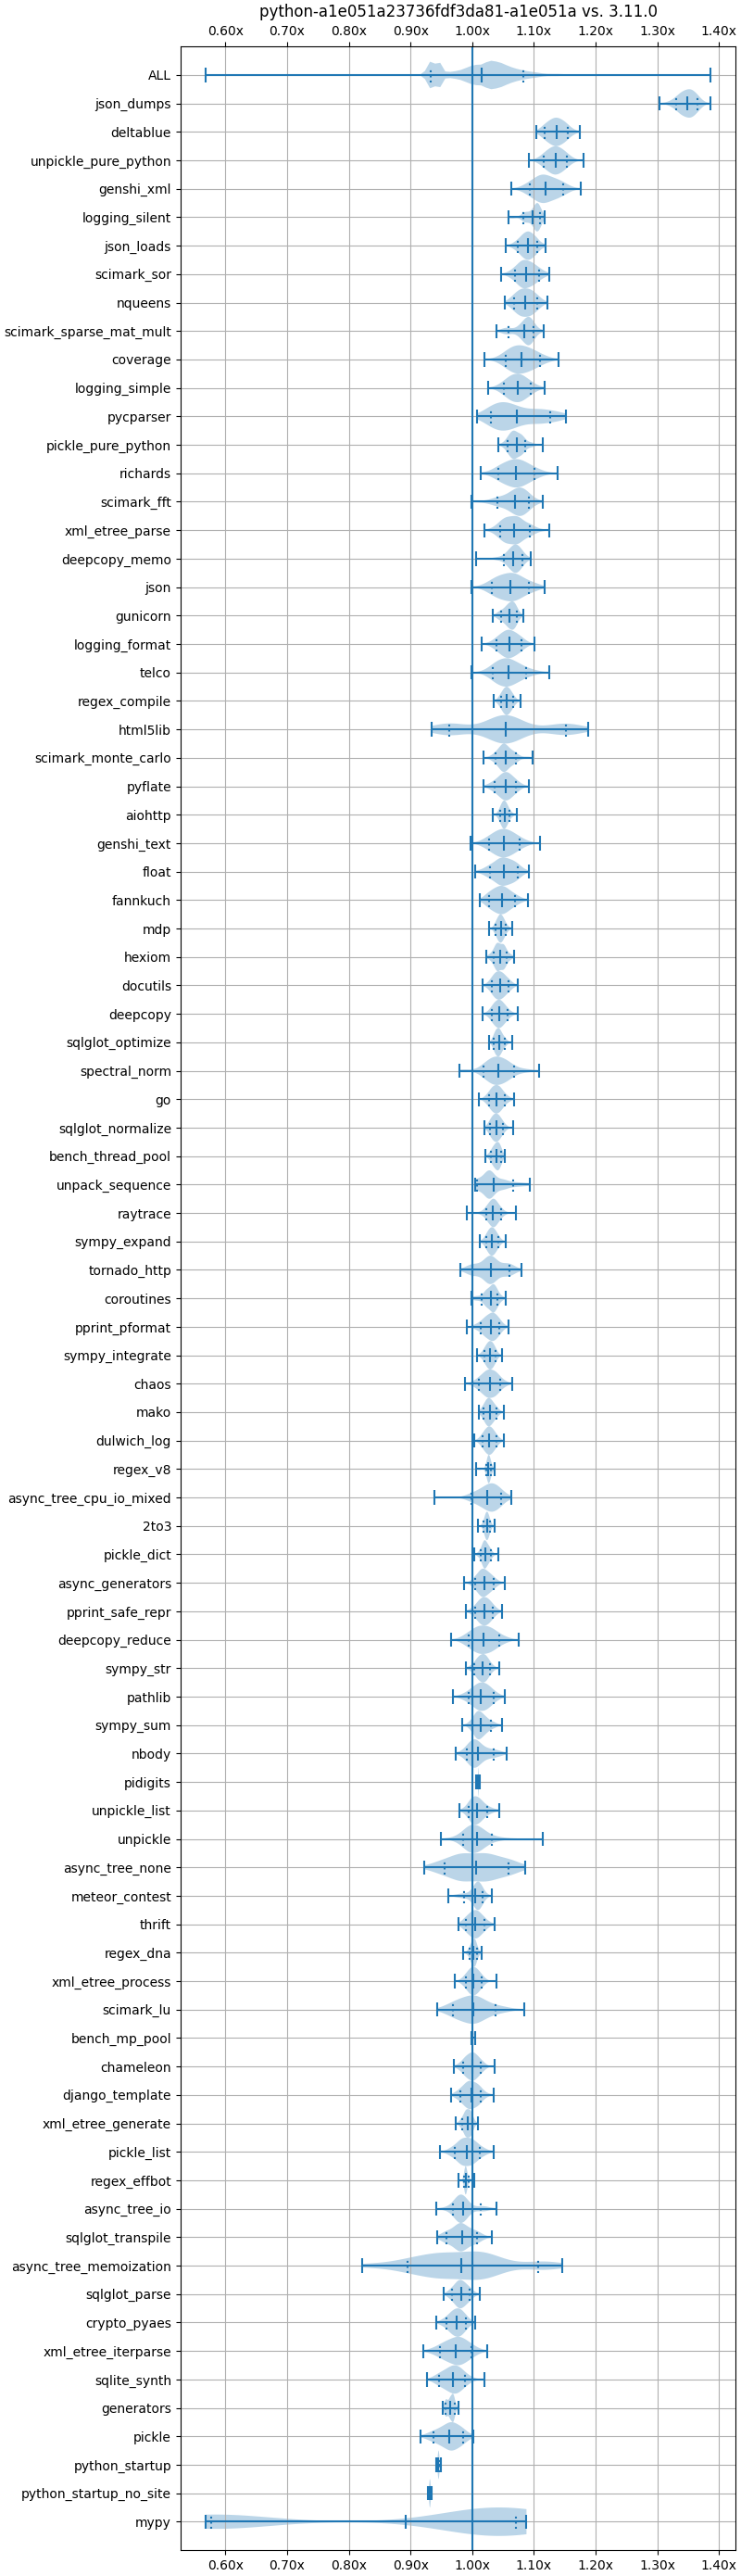 python-a1e051a23736fdf3da81-a1e051a vs. 3.11.0
0.60x 0.70x 0.80x 0.90x 1.00x 1.10x 1.20x 1.30x 1.40x
ALL
json_dumps
deltablue
unpickle_pure_python
genshi_xml
logging_silent
json_loads
scimark_sor
nqueens
scimark_sparse_mat_mult
coverage
logging_simple
pycparser
pickle_pure_python
richards
scimark_fft
xml_etree_parse
deepcopy_memo
json
gunicorn
logging_format
telco
regex_compile
html5lib
scimark_monte_carlo
pyflate
aiohttp
genshi_text
float
fannkuch
mdp
hexiom
docutils
deepcopy
sqlglot_optimize
spectral_norm
go
sqlglot_normalize
bench_thread_pool
unpack_sequence
raytrace
sympy_expand
tornado_http
coroutines
pprint_pformat
sympy_integrate
chaos
mako
dulwich_log
regex_v8
async_tree_cpu_io_mixed
2to3
pickle_dict
async_generators
pprint_safe_repr
deepcopy_reduce
sympy_str
pathlib
sympy_sum
nbody
pidigits
unpickle_list
unpickle
async_tree_none
meteor_contest
thrift
regex_dna
xml_etree_process
scimark_lu
bench_mp_pool
chameleon
django_template
xml_etree_generate
pickle_list
regex_effbot
async_tree_io
sqlglot_transpile
async_tree_memoization
sqlglot_parse
crypto_pyaes
xml_etree_iterparse
sqlite_synth
generators
pickle
python_startup
python_startup_no_site
mypy
0.60x 0.70x 0.80x 0.90x 1.00x 1.10x 1.20x 1.30x 1.40x